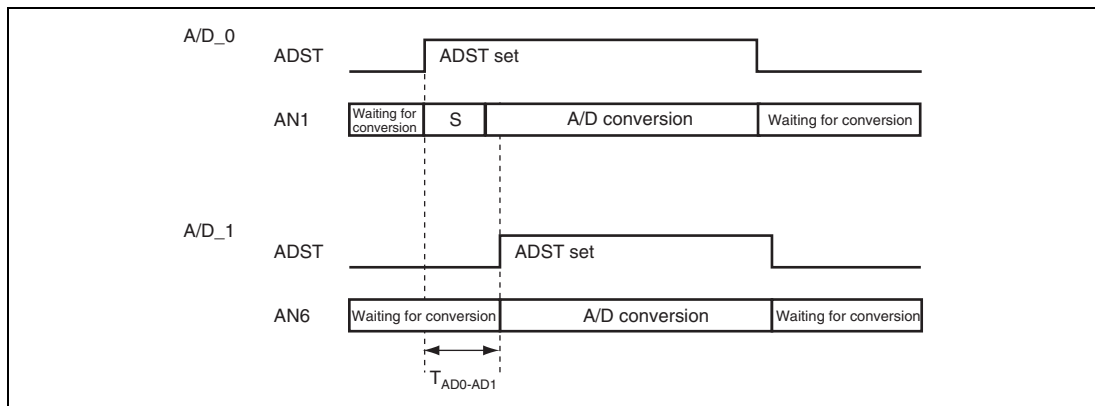 A/D_0
ADST
ADST set
AN1
Waiting for
conversion
S
A/D conversion
Waiting for conversion
A/D_1
ADST
ADST set
AN6
Waiting for conversion
A/D conversion
Waiting for conversion
TAD0-AD1